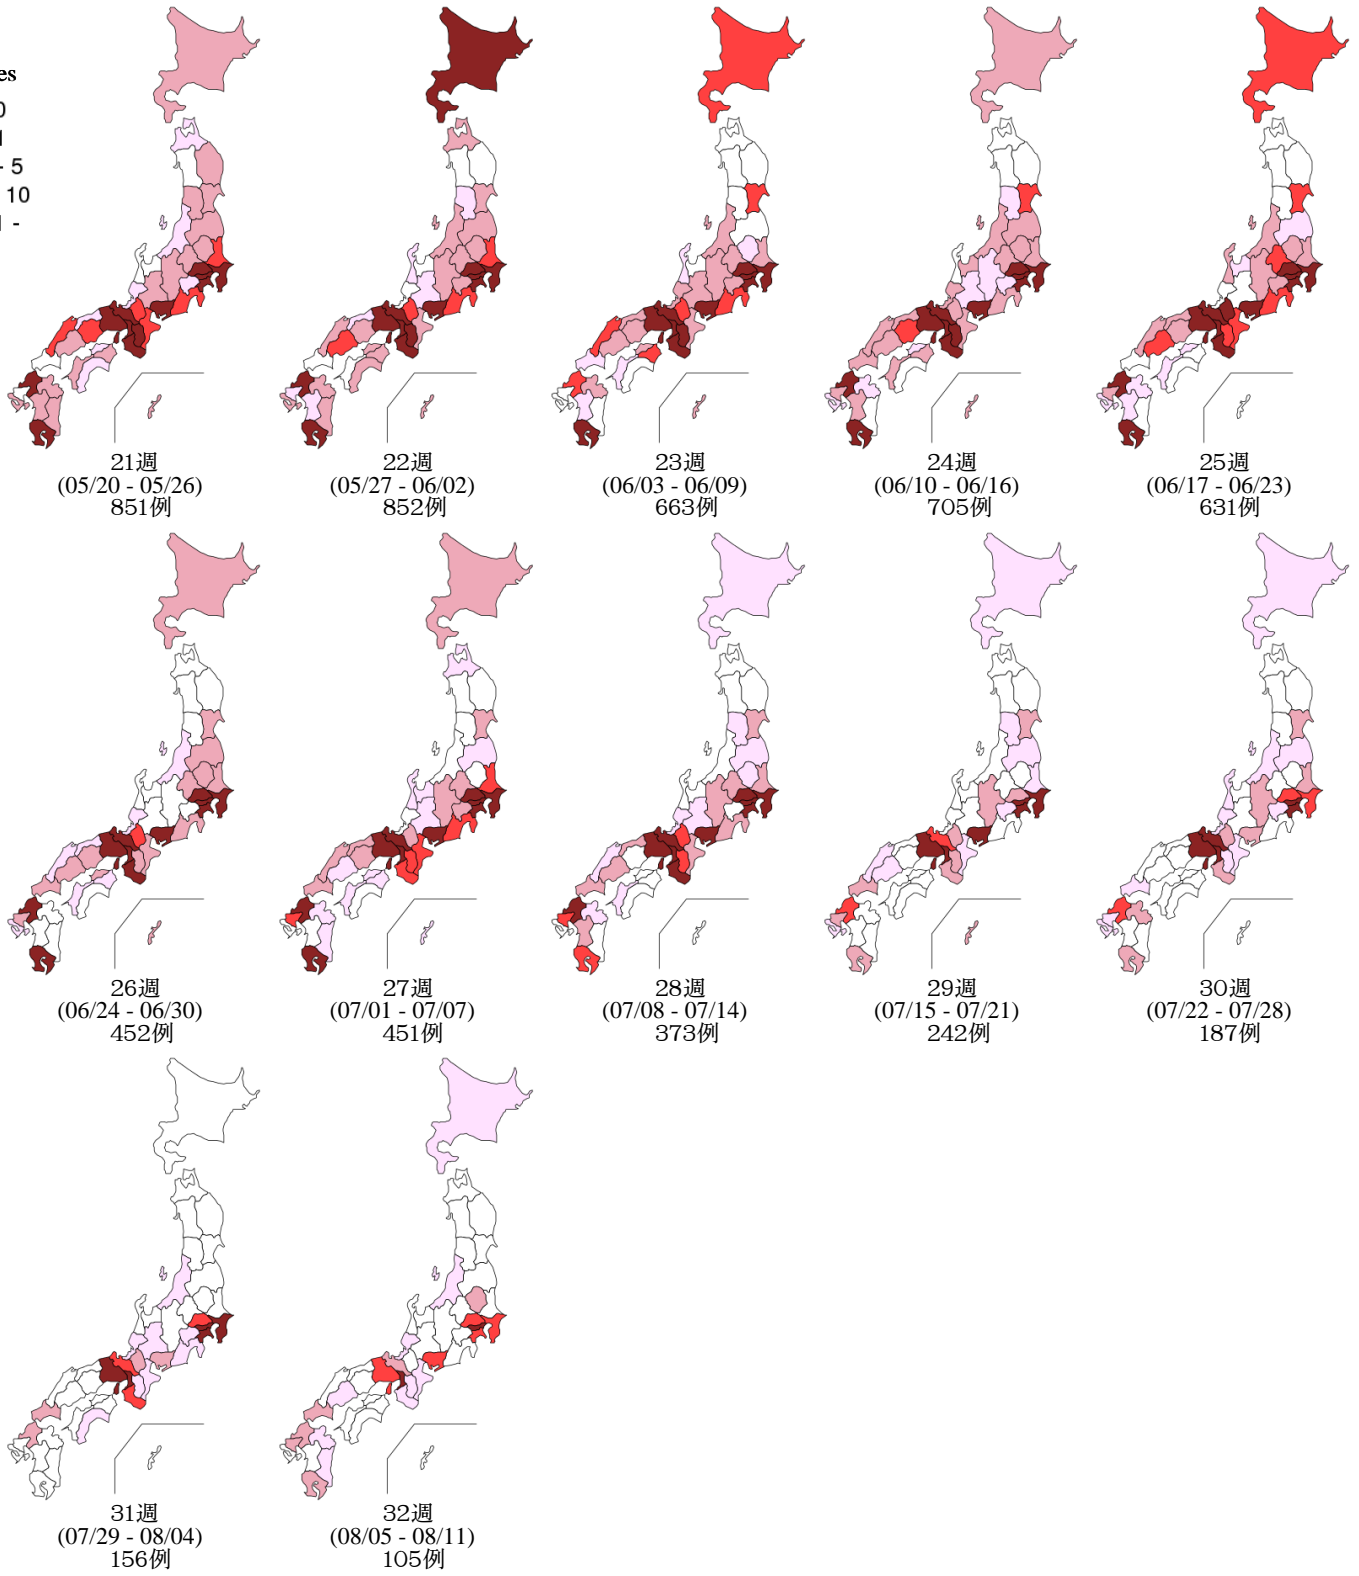 es
0
1
- 5
10
1 -
21週
(05/20 - 05/26)
851例
22週
(05/27 - 06/02)
852例
23週
(06/03 - 06/09)
663例
24週
(06/10 - 06/16)
705例
25週
(06/17 - 06/23)
631例
26週
(06/24 - 06/30)
452例
27週
(07/01 - 07/07)
451例
28週
(07/08 - 07/14)
373例
29週
(07/15 - 07/21)
242例
30週
(07/22 - 07/28)
187例
31週
(07/29 - 08/04)
156例
32週
(08/05 - 08/11)
105例